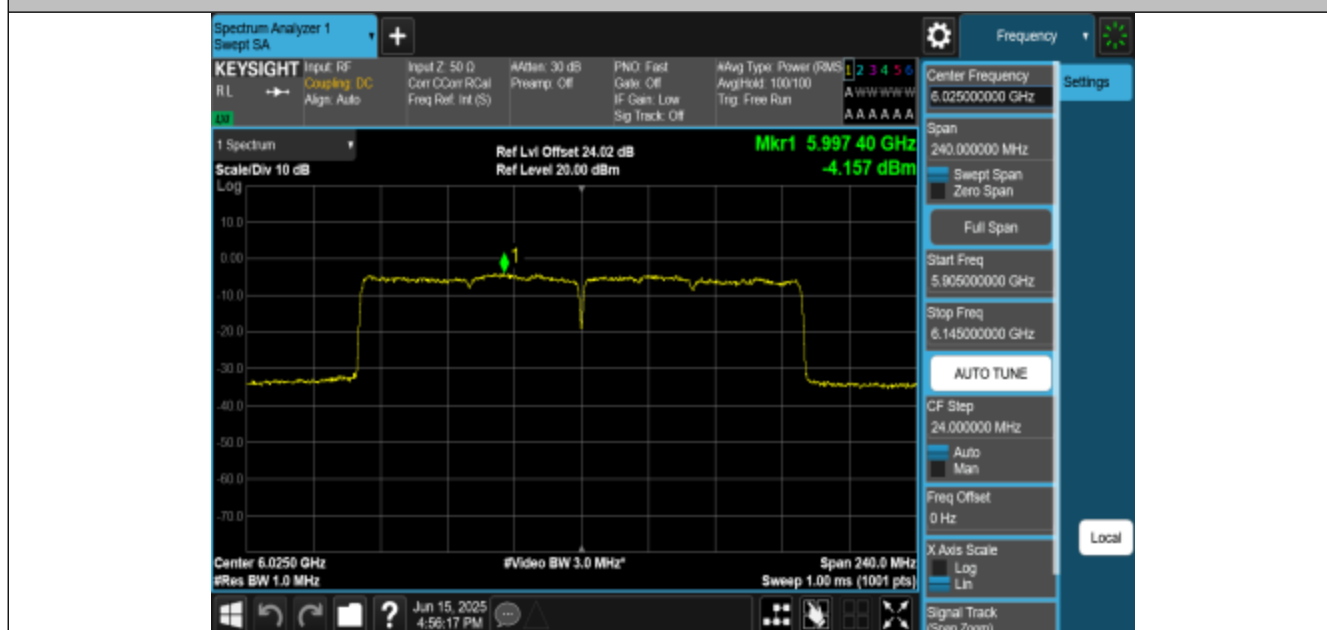 Spectrum Analyzer 1
Swept SA
+
Frequency
KEYSIGHT
RL
Input: RF
Coupling: DC
Align: Auto
Input Z: 50 Ω
Corr CCorr RCal
Freq Ref: Int (S)
#Atten: 30 dB
Preamp: Off
PNO: Fast
Gate: Off
IF Gain: Low
Sig Track: Off
#Avg Type: Power (RMS
Avg|Hold: 100/100
Trig: Free Run
1 2 3 4 5 6
A W W W W W
A A A A A A
1 Spectrum
Scale/Div 10 dB
Log
Ref Lvl Offset 24.02 dB
Ref Level 20.00 dBm
Mkr1 5.997 40 GHz
-4.157 dBm
10.0
0.00
-10.0
-20.0
-30.0
-40.0
-50.0
-60.0
-70.0
1
Center 6.0250 GHz
#Res BW 1.0 MHz
#Video BW 3.0 MHz*
Span 240.0 MHz
Sweep 1.00 ms (1001 pts)
Center Frequency
6.025000000 GHz
Settings
Span
240.000000 MHz
Swept Span
Zero Span
Full Span
Start Freq
5.905000000 GHz
Stop Freq
6.145000000 GHz
AUTO TUNE
CF Step
24.000000 MHz
Auto
Man
Freq Offset
0 Hz
X Axis Scale
Log
Lin
Local
Signal Track
(Span Zoom)
?
Jun 15, 2025
4:56:17 PM